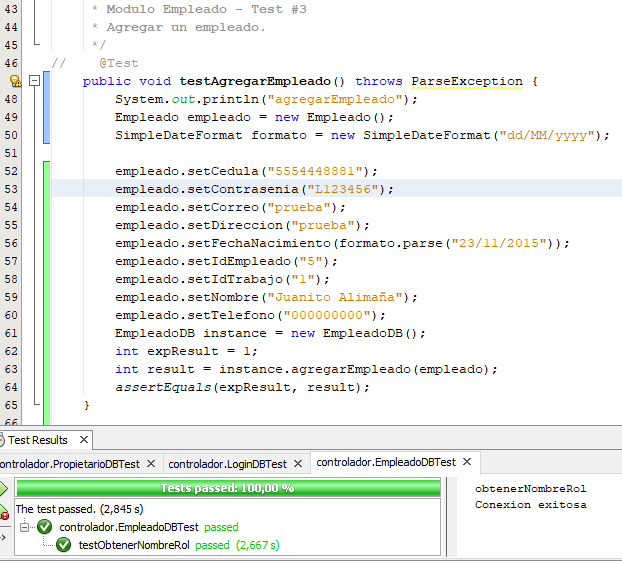 43 * Modulo Empleado - Test #3
44 * Agregar un empleado.
45 */
46 // @Test
public void testAgregarEmpleado() throws ParseException {
48 System.out.println("agregarEmpleado");
49 Empleado empleado = new Empleado();
50 SimpleDateFormat formato = new SimpleDateFormat("dd/MM/yyyy");
51
52 empleado.setCedula("5554448881");
53 empleado.setContrasenia("L123456");
54 empleado.setCorreo("prueba");
55 empleado.setDireccion("prueba");
56 empleado.setFechaNacimiento(formato.parse("23/11/2015"));
57 empleado.setIdEmpleado("5");
58 empleado.setIdTrabajo("1");
59 empleado.setNombre("Juanito Alimaña");
60 empleado.setTelefono("000000000");
61 EmpleadoDB instance = new EmpleadoDB();
62 int expResult = 1;
63 int result = instance.agregarEmpleado(empleado);
64 assertEquals(expResult, result);
65 }
66
Test Results
ontrolador.PropietarioDBTest controlador.LoginDBTest controlador.EmpleadoDBTest
Tests passed: 100,00 %
The test passed. (2,845 s)
controlador.EmpleadoDBTest passed
testObtenerNombreRol passed (2,667 s)
obtenerNombreRol
Conexion exitosa